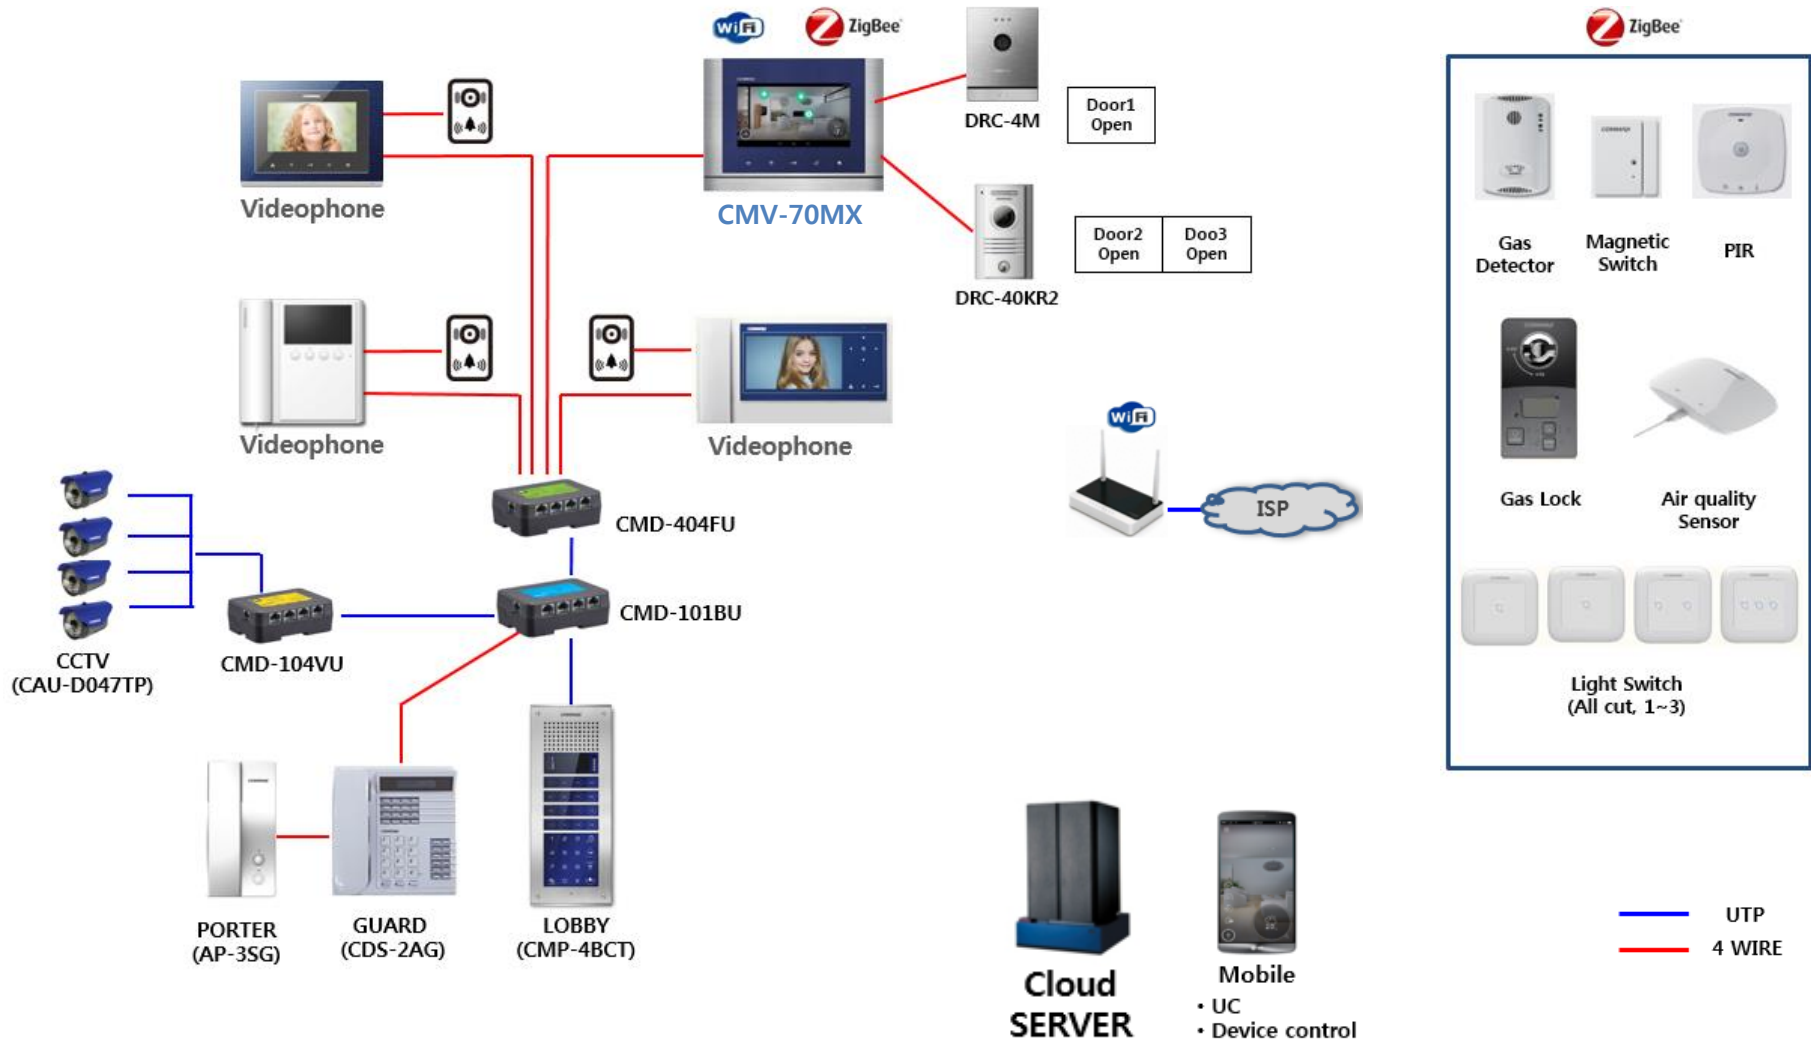 WiFi
ZigBee
ZigBee
DRC-4M
Door1
Open
Videophone
CMV-70MX
Door2
Open
Doo3
Open
DRC-40KR2
Gas
Detector
Magnetic
Switch
PIR
Videophone
Videophone
WiFi
ISP
Gas Lock
Air quality
Sensor
CMD-404FU
CMD-101BU
CCTV
(CAU-D047TP)
CMD-104VU
Light Switch
(All cut, 1~3)
PORTER
(AP-3SG)
GUARD
(CDS-2AG)
LOBBY
(CMP-4BCT)
Cloud
SERVER
Mobile
• UC
• Device control
UTP
4 WIRE